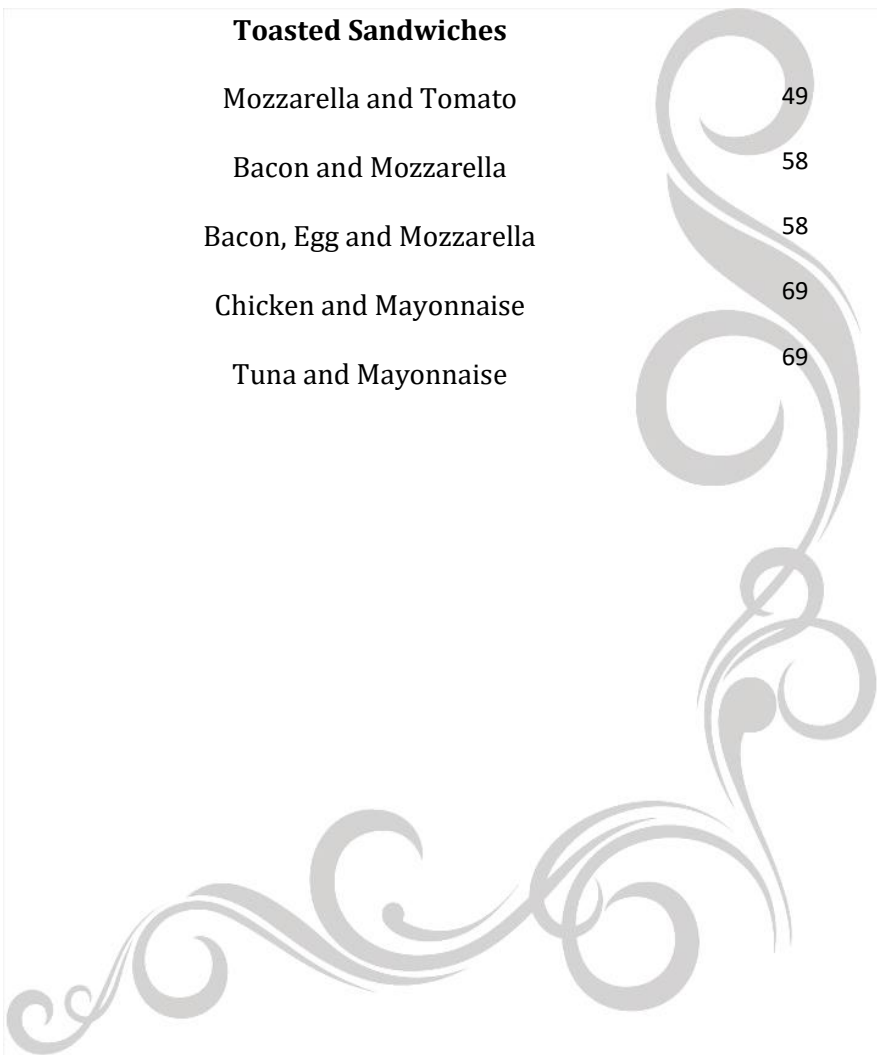 Toasted Sandwiches
Mozzarella and Tomato 49
Bacon and Mozzarella 58
Bacon, Egg and Mozzarella 58
Chicken and Mayonnaise 69
Tuna and Mayonnaise 69